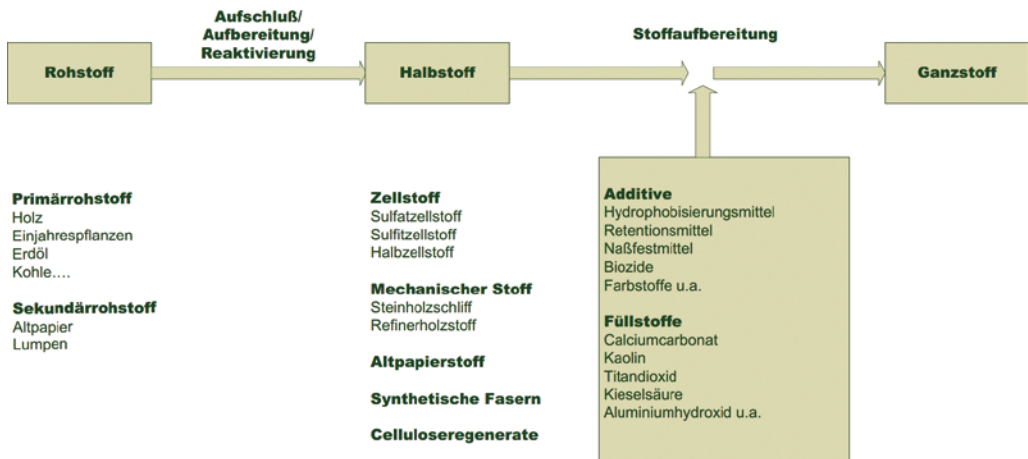 Aufschluß/
Aufbereitung/
Reaktivierung
Stoffaufbereitung
Rohstoff
Halbstoff
Ganzstoff
Primärrohstoff
Holz
Einjahrespflanzen
Erdöl
Kohle....
Sekundärrohstoff
Altpapier
Lumpen
Zellstoff
Sulfatzellstoff
Sulfitzellstoff
Halbzellstoff
Mechanischer Stoff
Steinholzschliff
Refinerholzstoff
Altpapierstoff
Synthetische Fasern
Celluloseregenerate
Additive
Hydrophobisierungsmittel
Retentionsmittel
Naßfestmittel
Biozide
Farbstoffe u.a.
Füllstoffe
Calciumcarbonat
Kaolin
Titandioxid
Kieselsäure
Aluminiumhydroxid u.a.